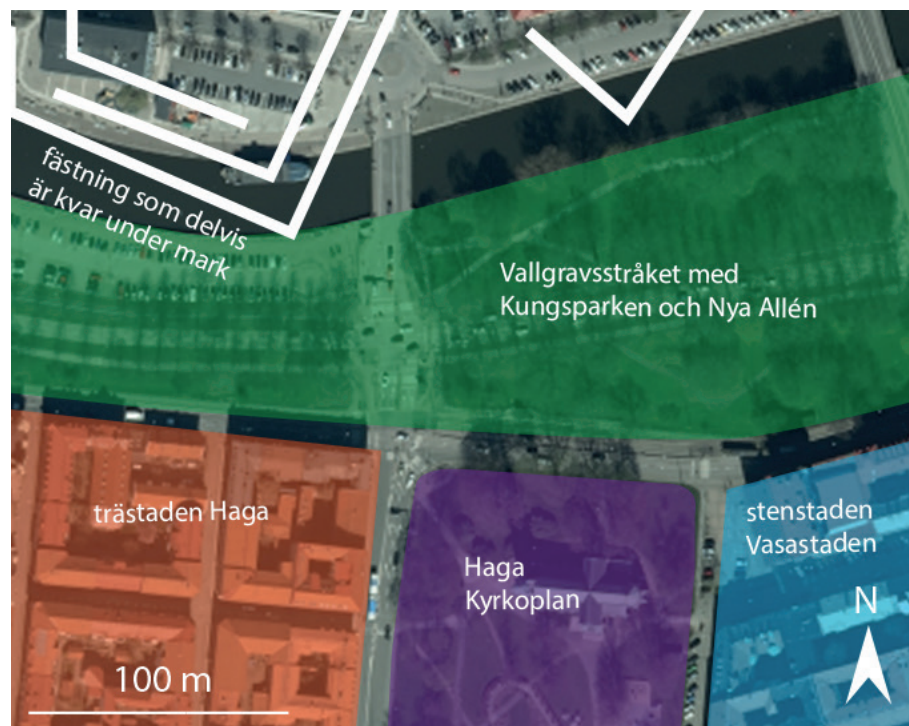 fästning som delvis
är kvar under mark
Vallgravsstråket med
Kungsparken och Nya Allén
trästaden Haga
Haga
Kyrkoplan
stenstaden
Vasastaden
N
100 m